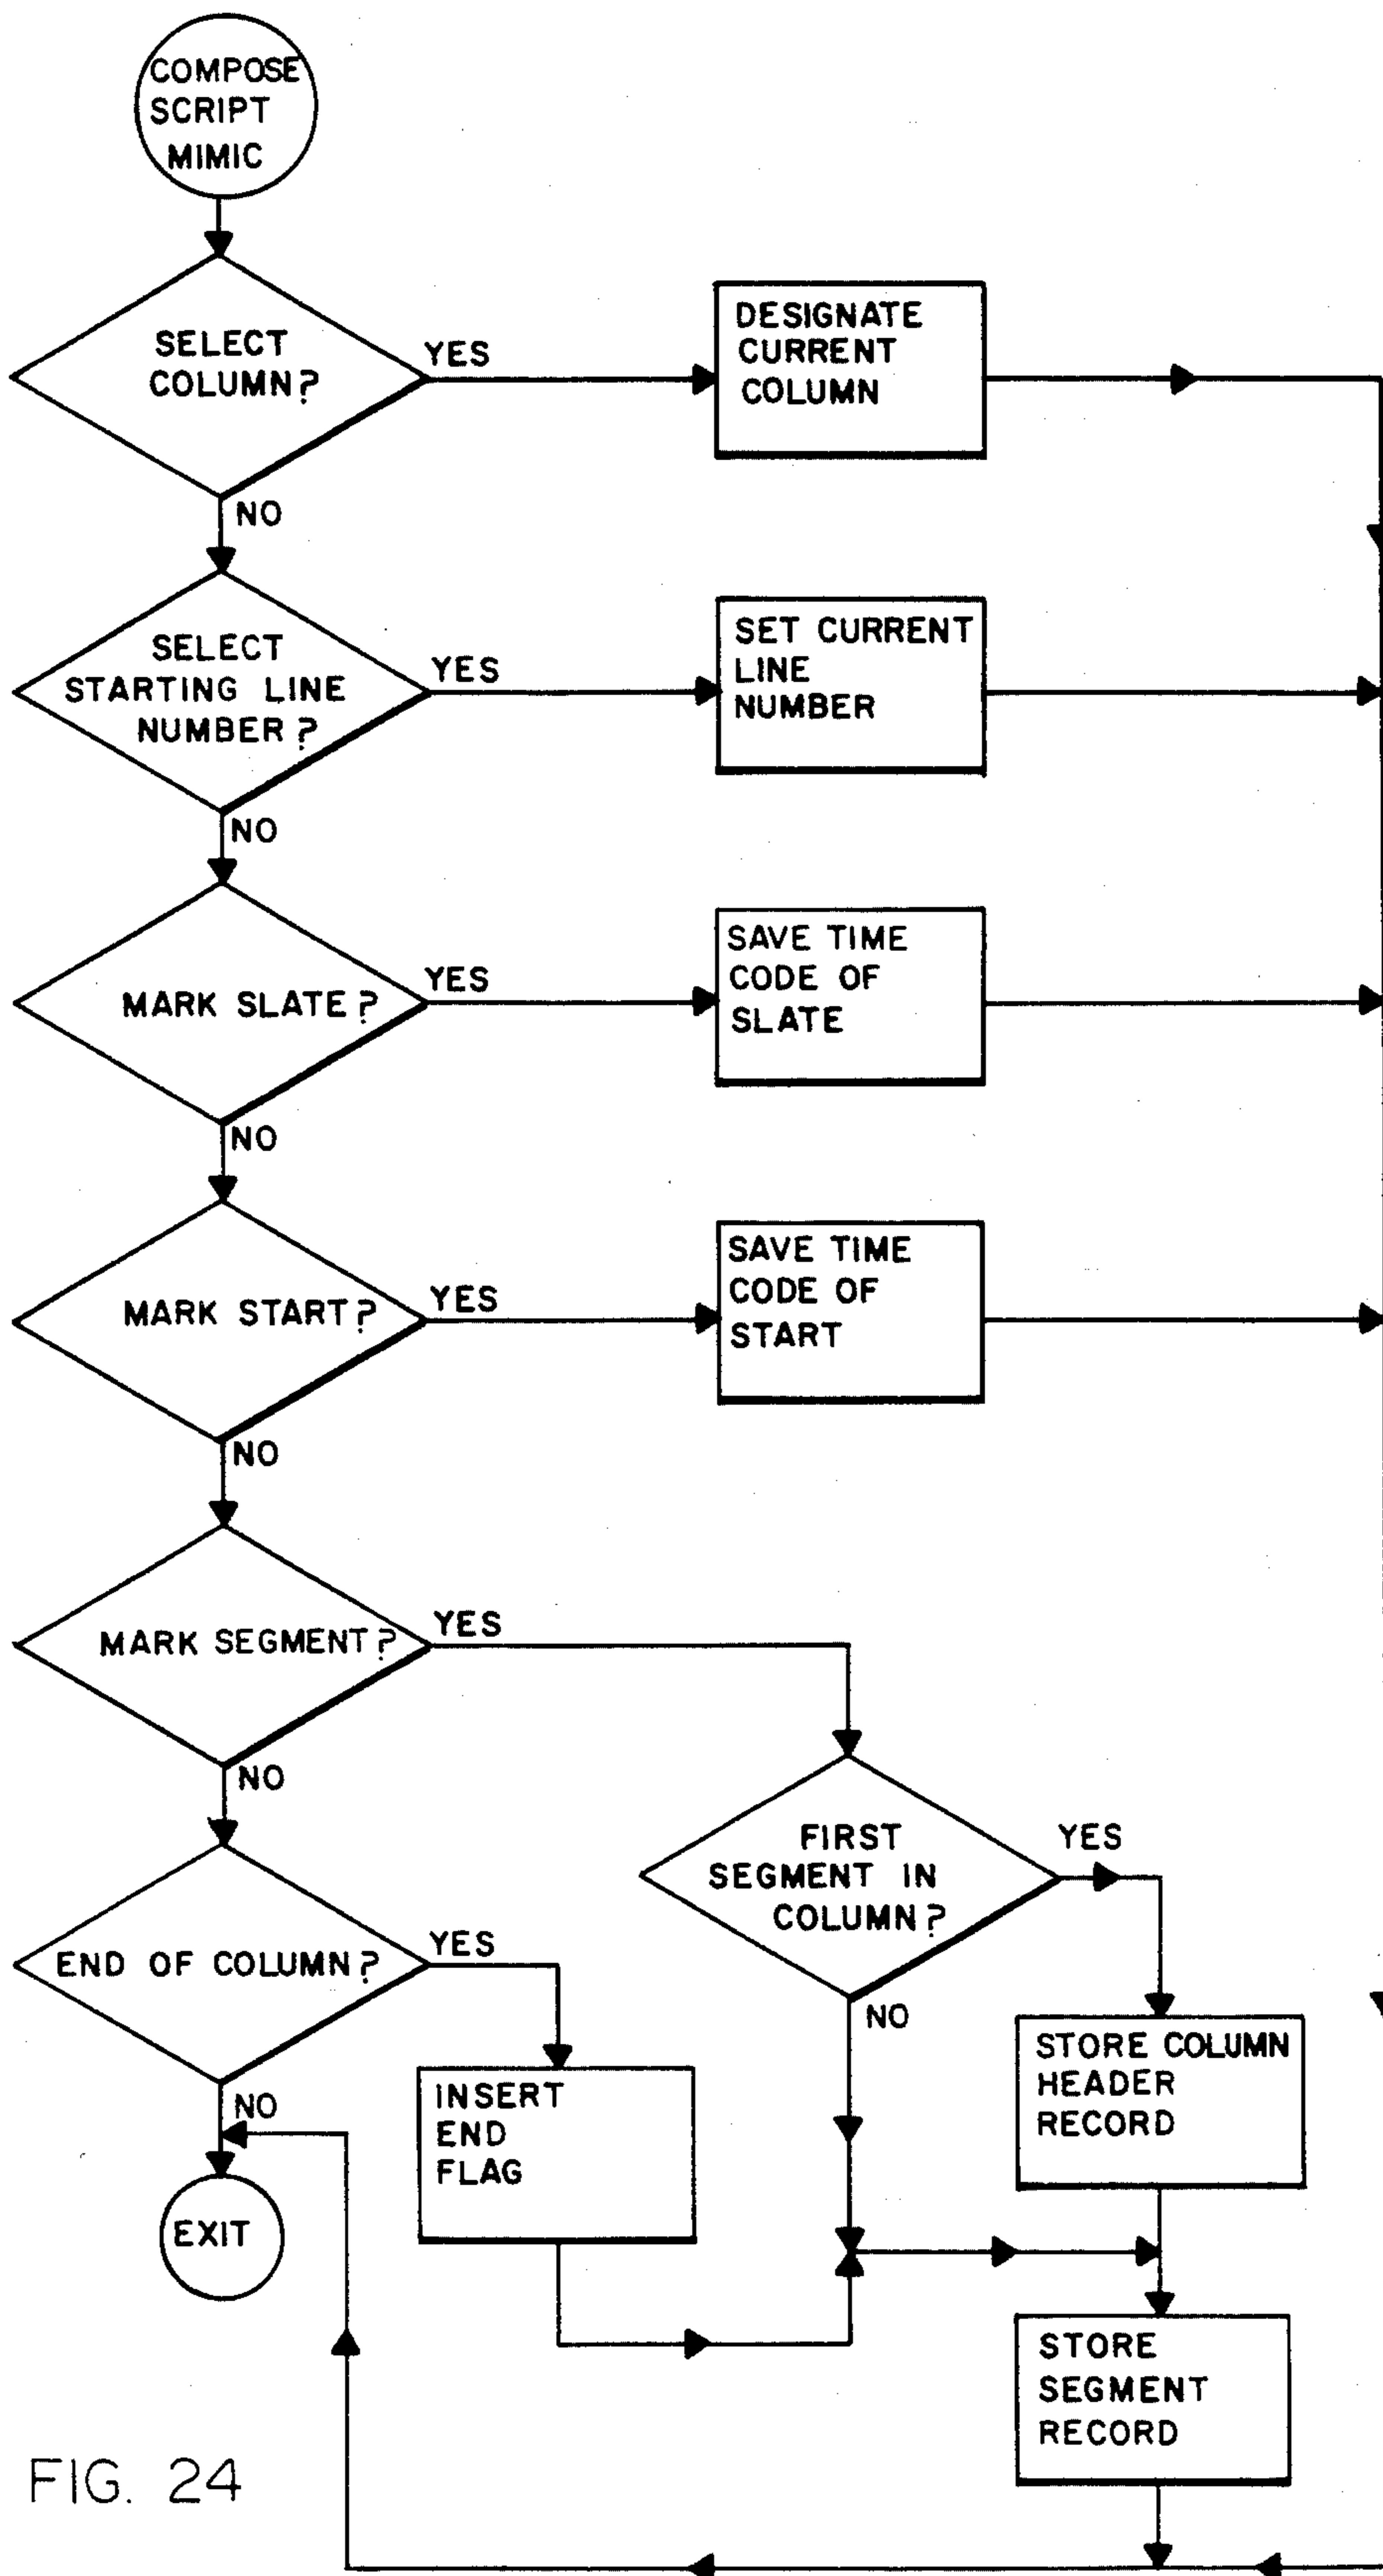 COMPOSE
SCRIPT
MIMIC
SELECT
COLUMN?
YES
DESIGNATE
CURRENT
COLUMN
NO
SELECT
STARTING LINE
NUMBER?
YES
SET CURRENT
LINE
NUMBER
NO
MARK SLATE?
YES
SAVE TIME
CODE OF
SLATE
NO
MARK START?
YES
SAVE TIME
CODE OF
START
NO
MARK SEGMENT?
YES
NO
FIRST
SEGMENT IN
COLUMN?
YES
NO
END OF COLUMN?
YES
NO
INSERT
END
FLAG
STORE COLUMN
HEADER
RECORD
EXIT
STORE
SEGMENT
RECORD
FIG. 24